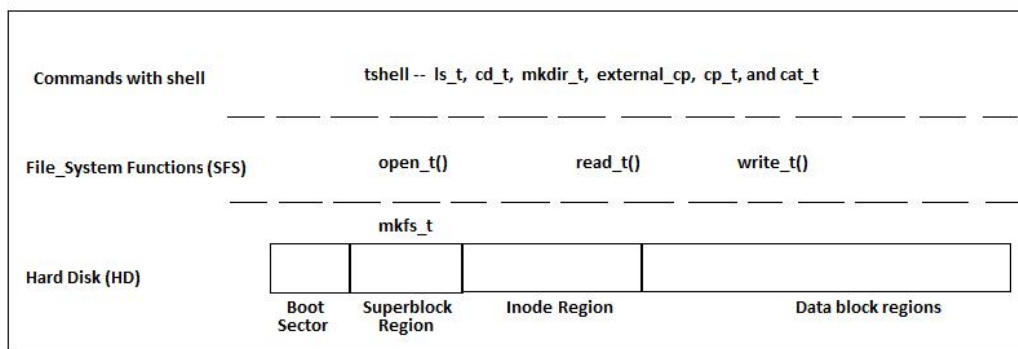 Commands with shell tshell -- ls_t, cd_t, mkdir_t, external_cp, cp_t, and cat_t
File_System Functions (SFS) open_t() read_t() write_t()
mkfs_t
Hard Disk (HD)
Boot Sector
Superblock Region
Inode Region
Data block regions